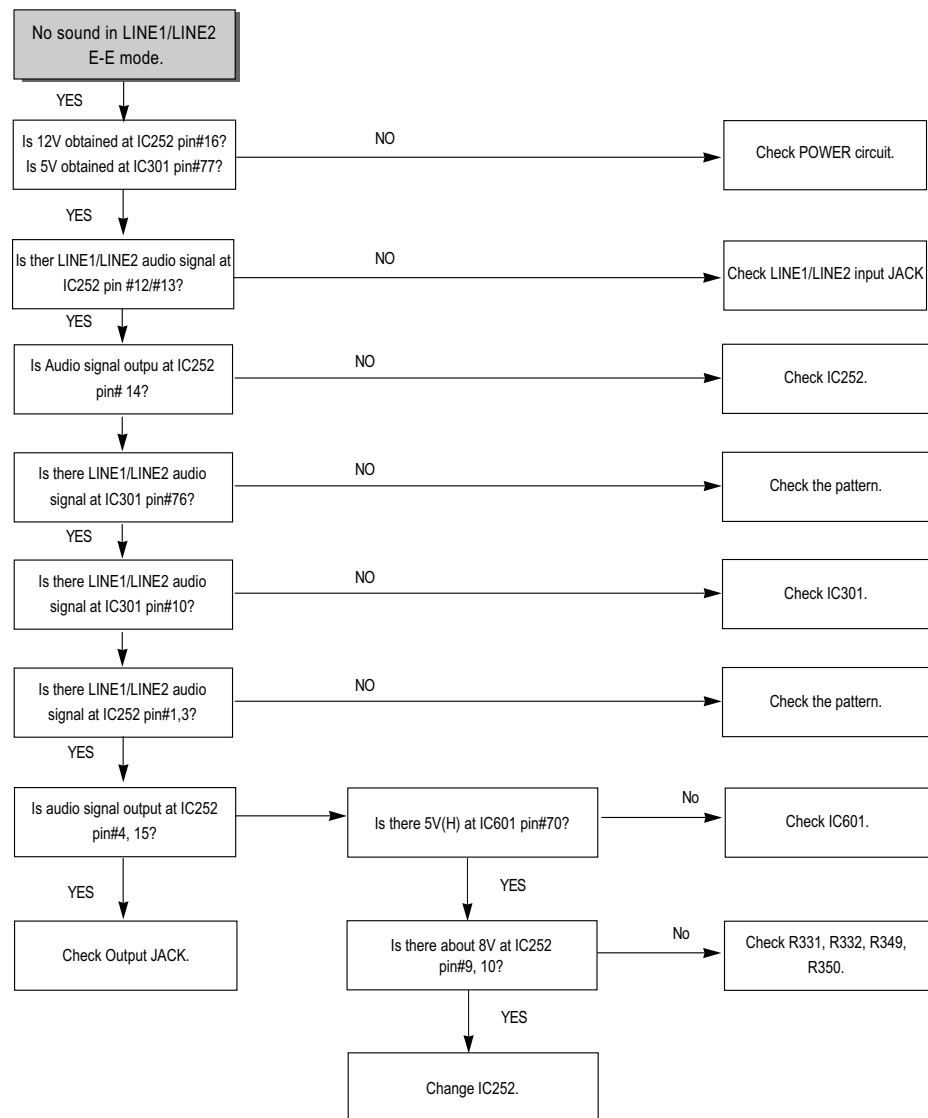 No sound in LINE1/LINE2
E-E mode.
YES
Is 12V obtained at IC252 pin#16?
Is 5V obtained at IC301 pin#77?
NO
Check POWER circuit.
YES
Is ther LINE1/LINE2 audio signal at
IC252 pin #12/#13?
NO
Check LINE1/LINE2 input JACK
YES
Is Audio signal outpu at IC252
pin# 14?
NO
Check IC252.
Is there LINE1/LINE2 audio
signal at IC301 pin#76?
NO
Check the pattern.
YES
Is there LINE1/LINE2 audio
signal at IC301 pin#10?
NO
Check IC301.
Is there LINE1/LINE2 audio
signal at IC252 pin#1,3?
NO
Check the pattern.
YES
Is audio signal output at IC252
pin#4, 15?
Is there 5V(H) at IC601 pin#70?
No
Check IC601.
YES
YES
Check Output JACK.
Is there about 8V at IC252
pin#9, 10?
No
Check R331, R332, R349,
R350.
YES
Change IC252.